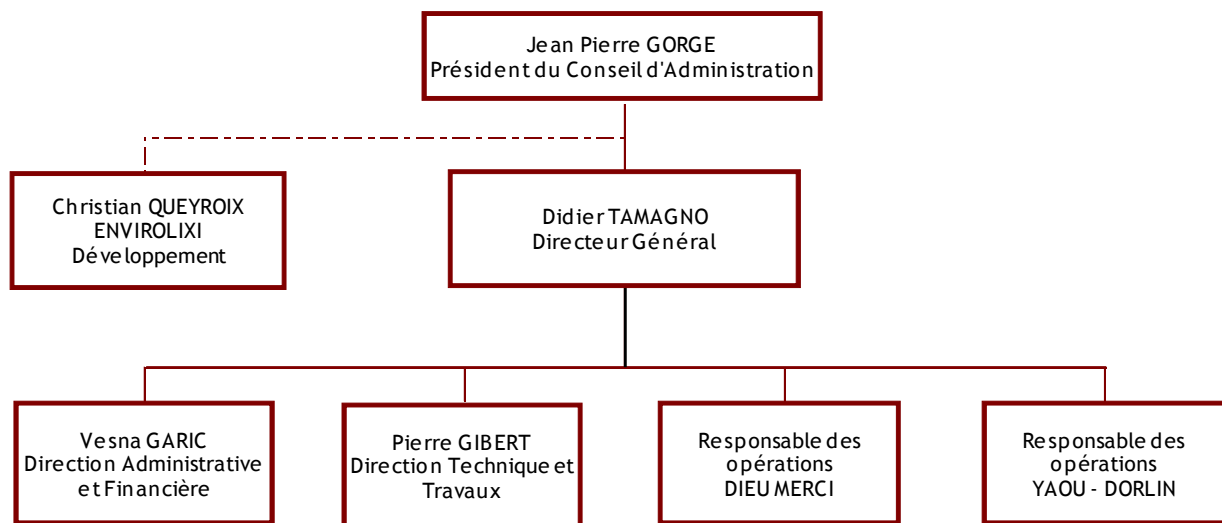 Jean Pierre GORGE
Président du Conseil d'Administration
Christian QUEYROIX
ENVIROLIXI
Développement
Didier TAMAGNO
Directeur Général
Vesna GARIC
Direction Administrative
et Financière
Pierre GIBERT
Direction Technique et
Travaux
Responsable des
opérations
DIEU MERCI
Responsable des
opérations
YAOU - DORLIN